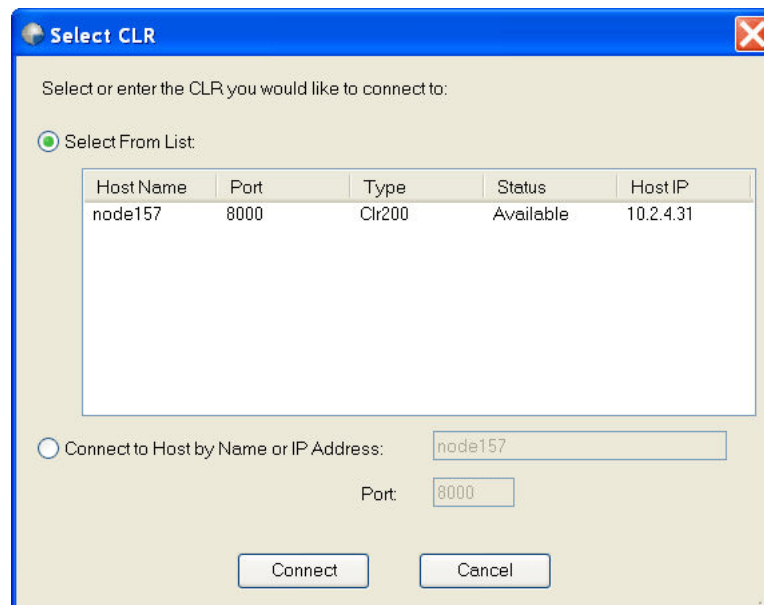 Select CLR
Select or enter the CLR you would like to connect to:
Select From List:
Host Name Port Type Status Host IP
node157 8000 Clr200 Available 10.2.4.31
Connect to Host by Name or IP Address: node157
Port: 8000
Connect Cancel